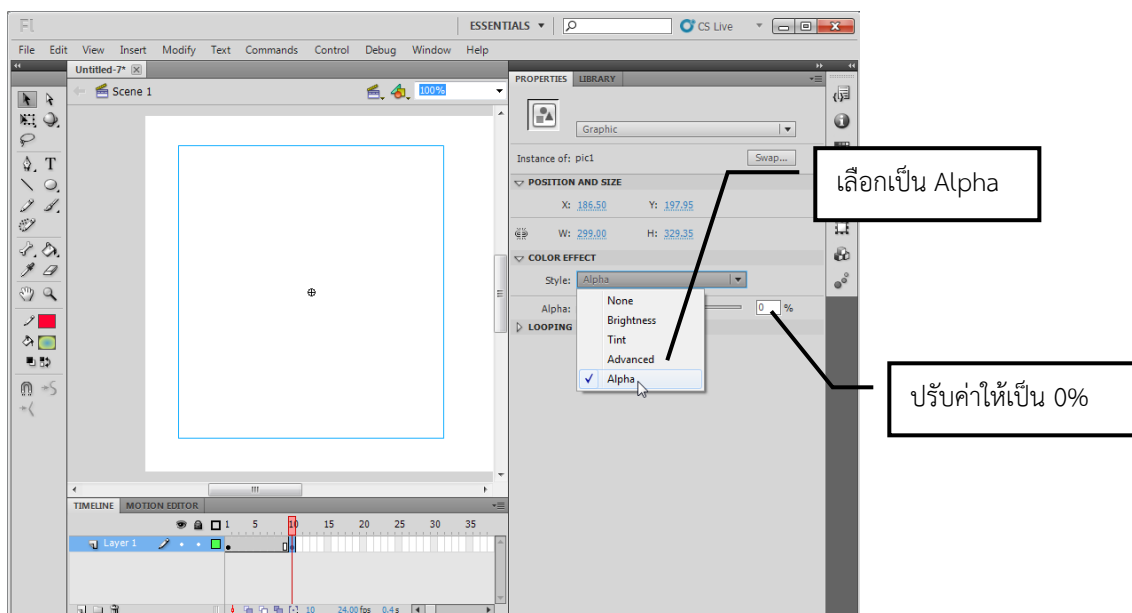 Fl
ESSENTIALS
CS Live
File Edit View Insert Modify Text Commands Control Debug Window Help
Untitled-7*
Scene 1
100%
PROPERTIES LIBRARY
Graphic
Instance of: pic1
Swap...
POSITION AND SIZE
X: 186.50 Y: 197.95
W: 299.00 H: 329.35
COLOR EFFECT
Style: Alpha
Alpha: 0 %
None
Brightness
Tint
Advanced
Alpha
LOOPING
เลือกเป็น Alpha
ปรับค่าให้เป็น 0%
TIMELINE MOTION EDITOR
1 5 10 15 20 25 30 35
Layer 1
10 24.00 fps 0.4 s